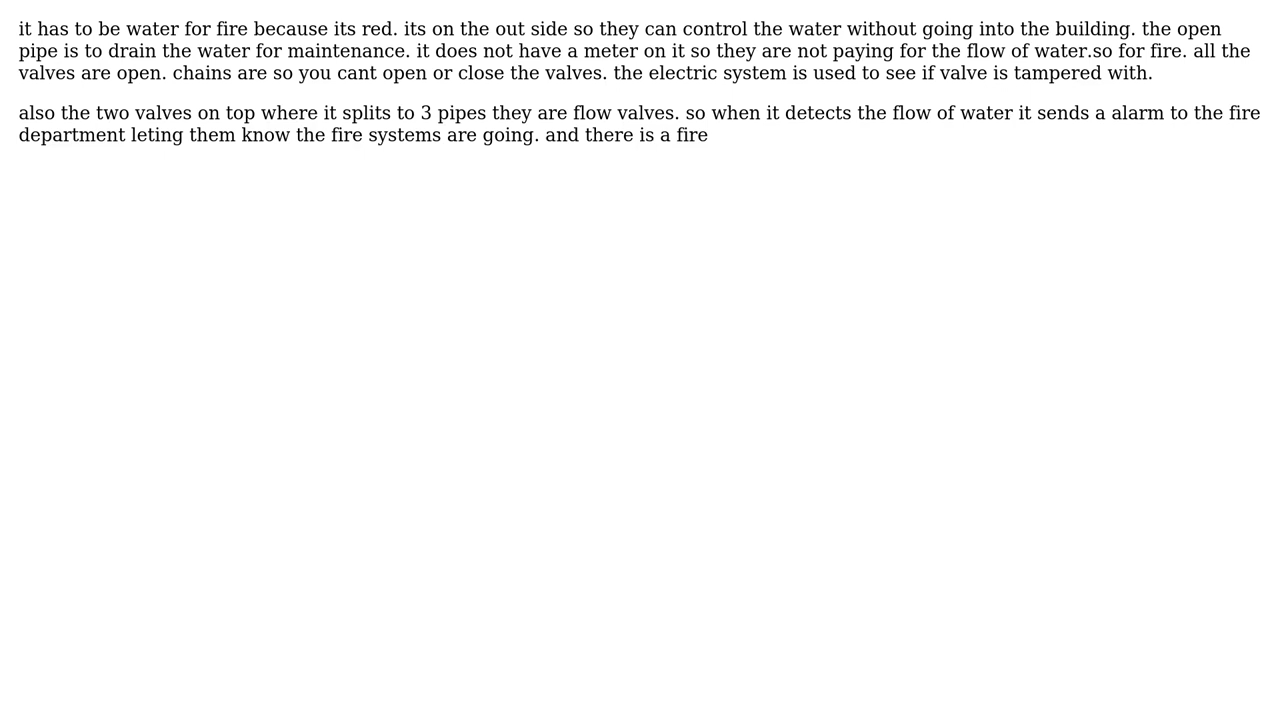 it has to be water for fire because its red. its on the out side so they can control the water without going into the building. the open
pipe is to drain the water for maintenance. it does not have a meter on it so they are not paying for the flow of water.so for fire. all the
valves are open. chains are so you cant open or close the valves. the electric system is used to see if valve is tampered with.
also the two valves on top where it splits to 3 pipes they are flow valves. so when it detects the flow of water it sends a alarm to the fire
department leting them know the fire systems are going. and there is a fire